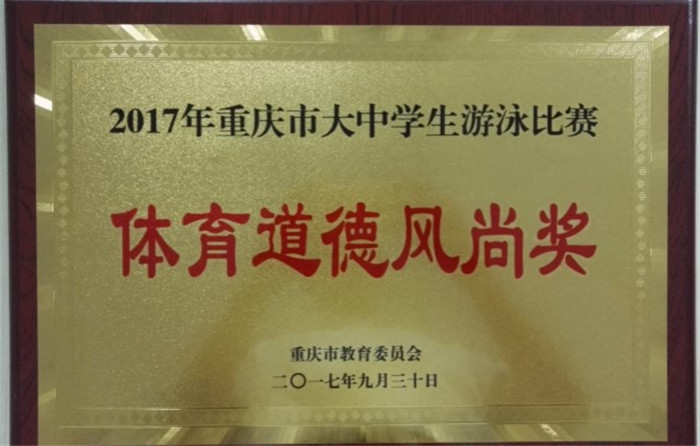 2017年重庆市大中学生游泳比赛
体育道德风尚奖
重庆市教育委员会
二〇一七年九月三十日